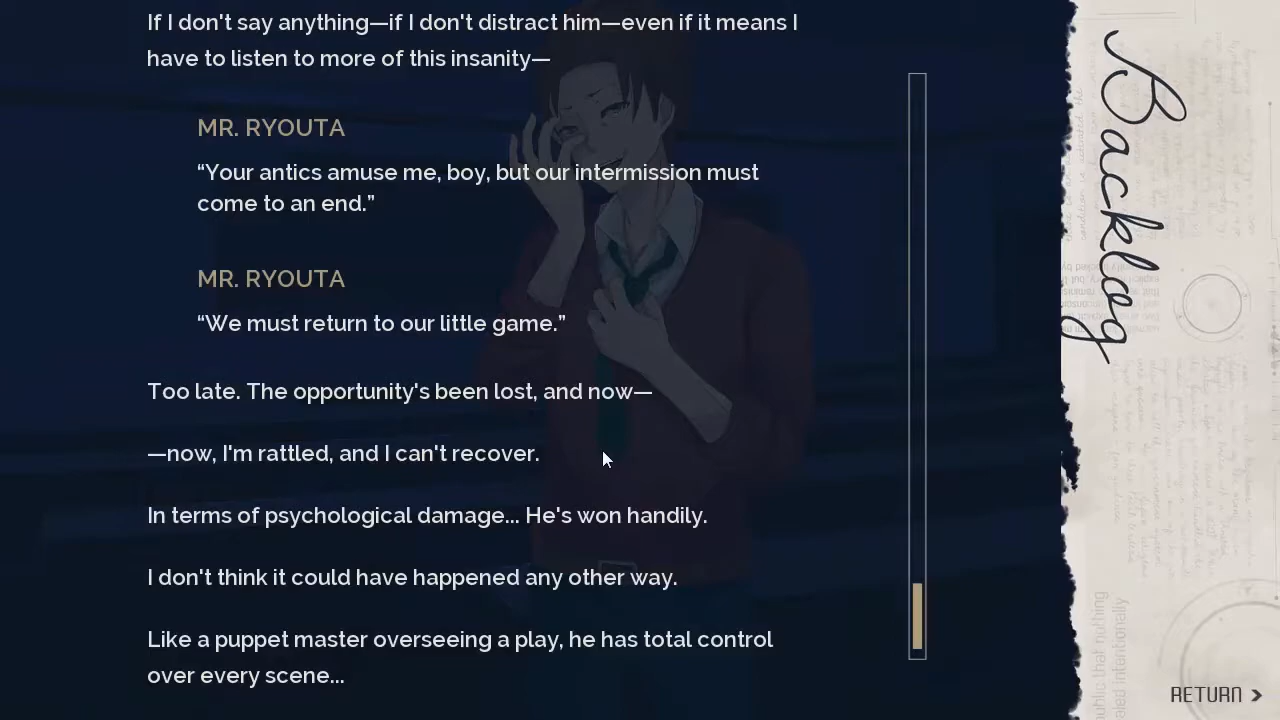 If I don't say anything—if I don't distract him—even if it means I
have to listen to more of this insanity—
MR. RYOUTA
“Your antics amuse me, boy, but our intermission must
come to an end.”
MR. RYOUTA
“We must return to our little game.”
Too late. The opportunity's been lost, and now—
—now, I'm rattled, and I can't recover.
In terms of psychological damage... He's won handily.
I don't think it could have happened any other way.
Like a puppet master overseeing a play, he has total control
over every scene...
Backlog
RETURN